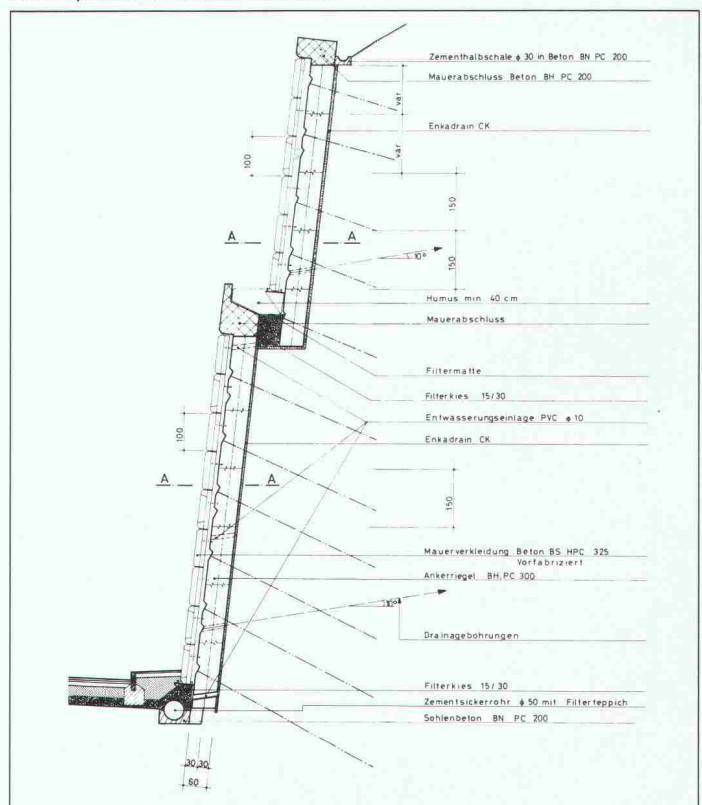 Zementhalbschale ϕ 30 in Beton BN PC 200
Mauerabschluss Beton BH PC 200
var
Enkadrain CK
var
100
150
A A
10°
150
Humus min. 40 cm
Mauerabschluss
Filtermatte
Filterkies 15/30
Entwasserungseinlage PVC ϕ 10
100
Enkadrain CK
A A
150
Mauerverkleidung Beton BS HPC 325
Vorfabriziert
Ankerriegel BH, PC 300
10°
Drainagebohrungen
Filterkies 15/30
Zementsickerrohr ϕ 50 mit Filterteppich
Sohlenbeton BN PC 200
30 30
60